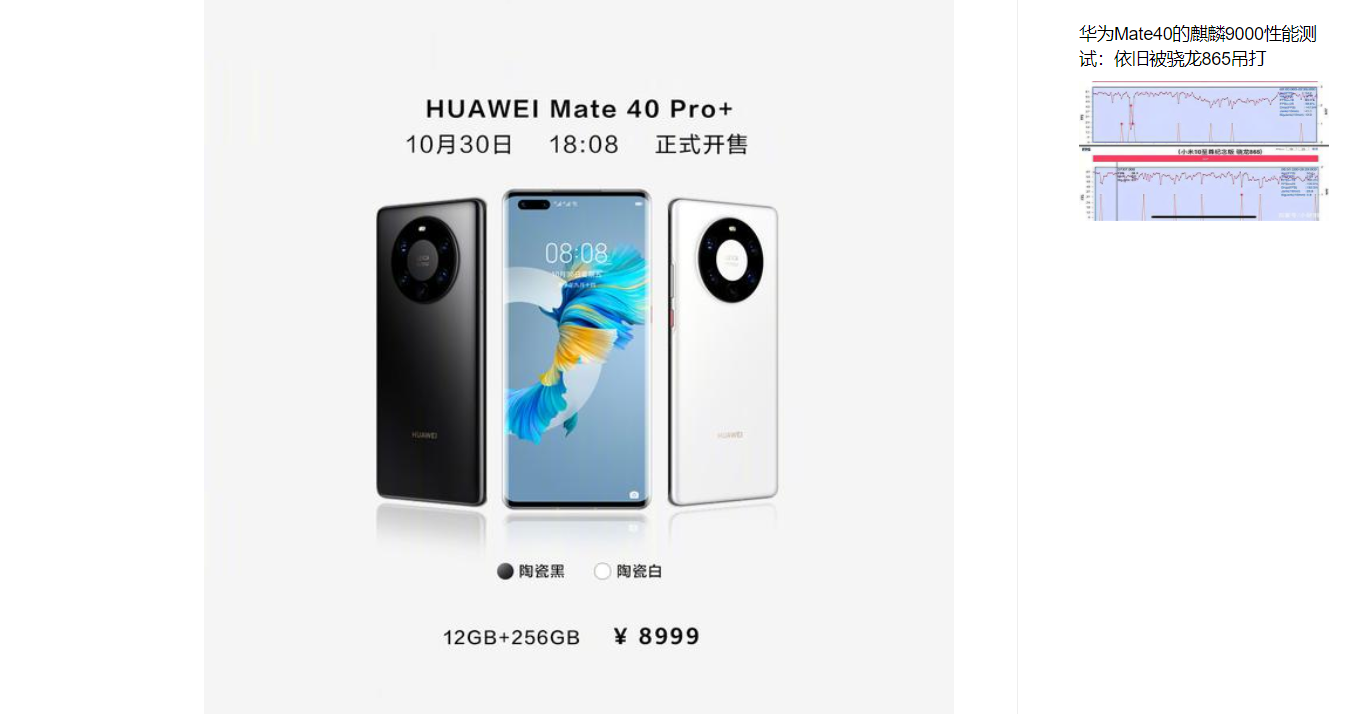 HUAWEI Mate 40 Pro+
10月30日 18:08 正式开售
08:08
HUAWEI
HUAWEI
陶瓷黑 陶瓷白
12GB+256GB ¥ 8999
华为Mate40的麒麟9000性能测
试：依旧被骁龙865吊打
(小米10至尊纪念版 骁龙865)